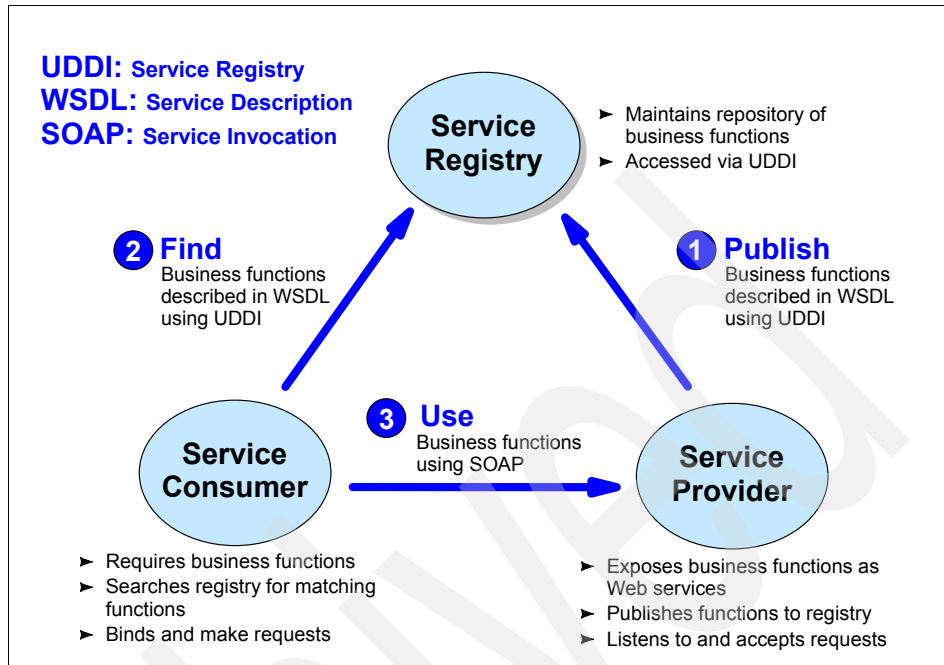 UDDI: Service Registry
WSDL: Service Description
SOAP: Service Invocation
Service
Registry
► Maintains repository of
business functions
► Accessed via UDDI
2 Find
Business functions
described in WSDL
using UDDI
1 Publish
Business functions
described in WSDL
using UDDI
3 Use
Business functions
using SOAP
Service
Consumer
Service
Provider
► Requires business functions
► Searches registry for matching
functions
► Binds and make requests
► Exposes business functions as
Web services
► Publishes functions to registry
► Listens to and accepts requests